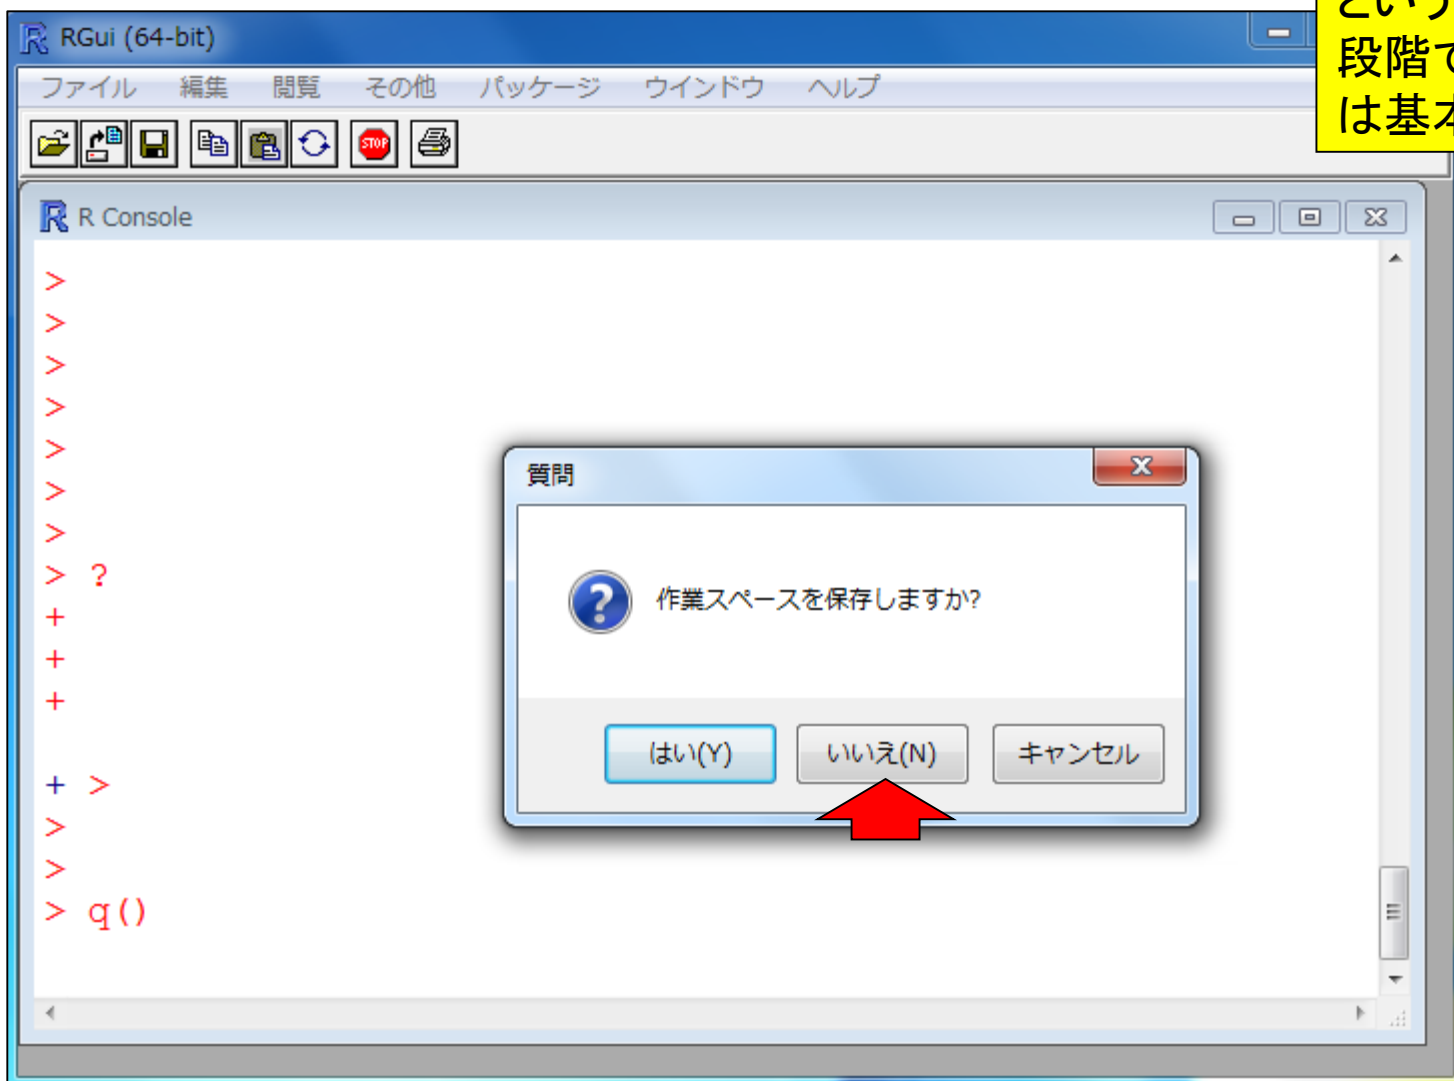 という
段階で
は基本
RGui (64-bit)
ファイル 編集 閲覧 その他 パッケージ ウインドウ ヘルプ
STOP
R Console
>
>
>
>
>
>
>
> ?
+
+
+
+ >
>
>
> q()
質問
作業スペースを保存しますか?
はい(Y) いいえ(N) キャンセル